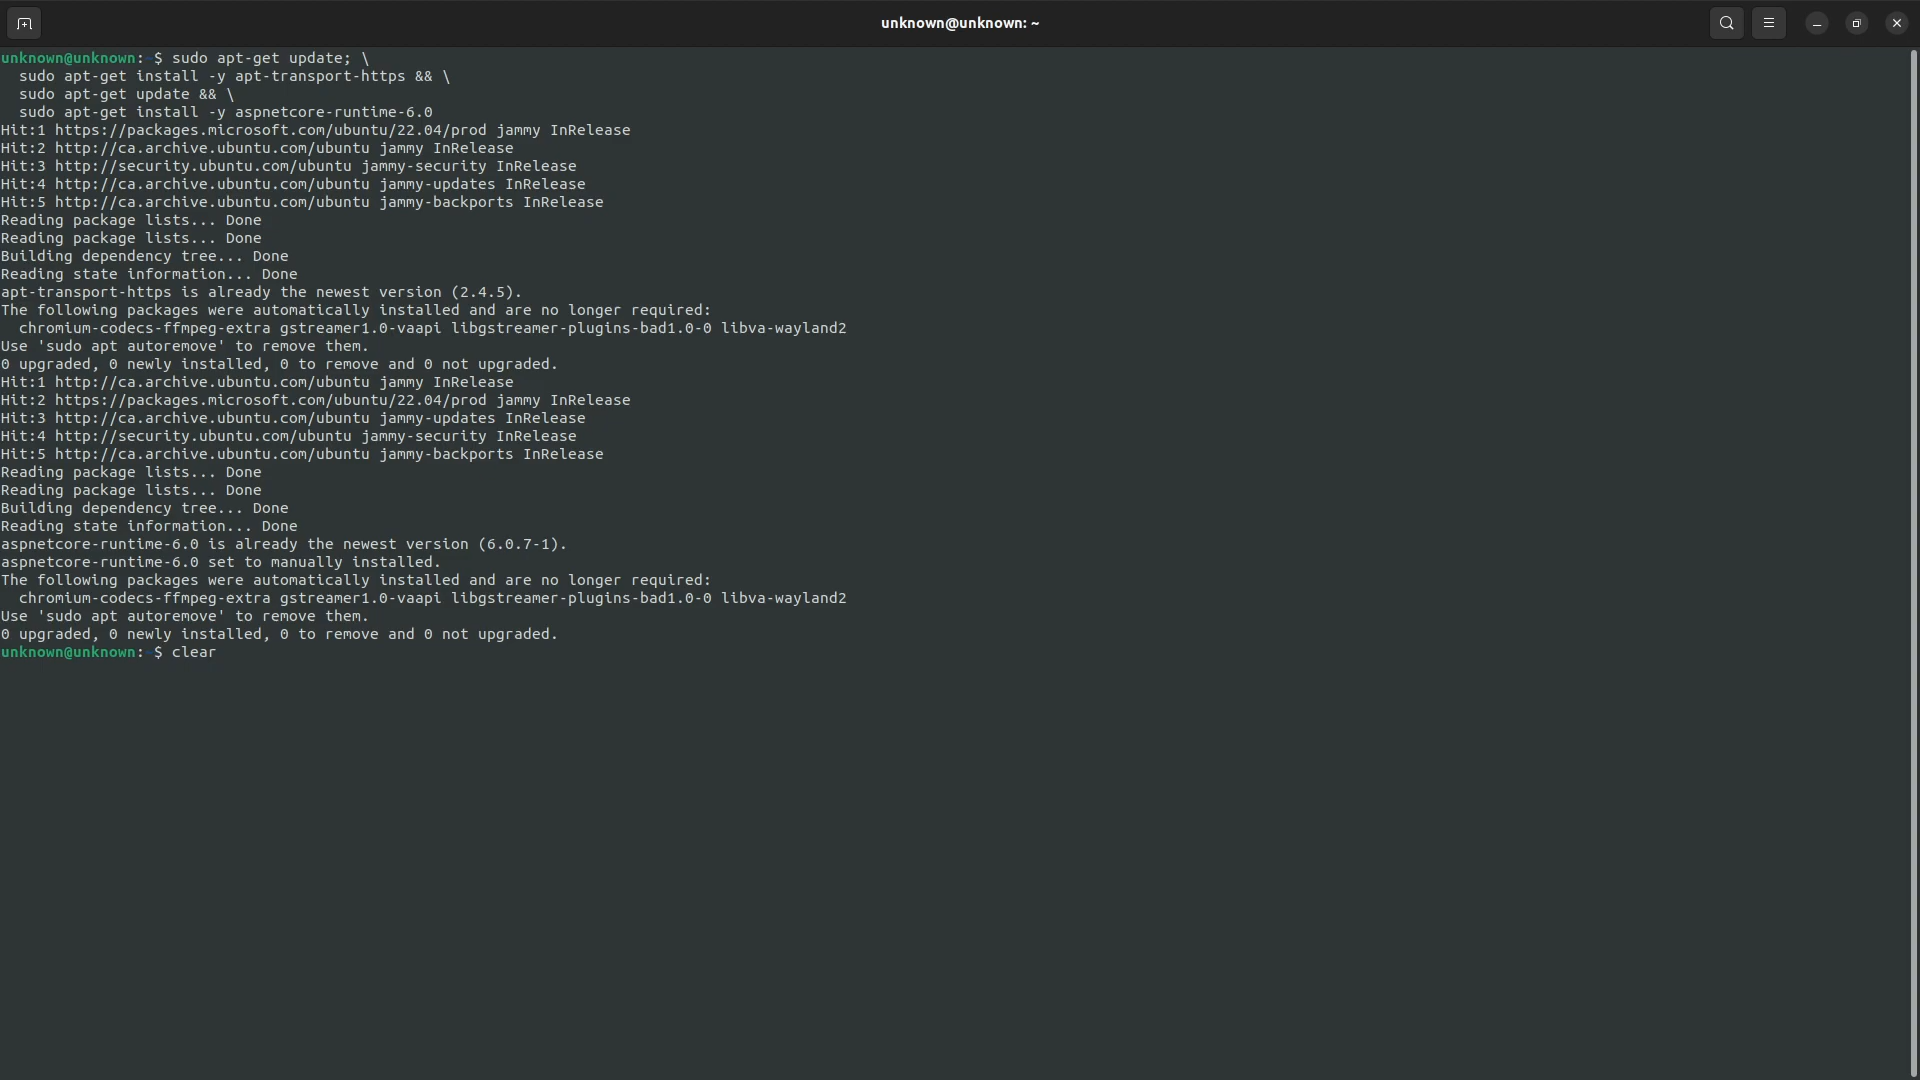 unknown@unknown: ~
unknown@unknown:~$ sudo apt-get update; \
  sudo apt-get install -y apt-transport-https && \
  sudo apt-get update && \
  sudo apt-get install -y aspnetcore-runtime-6.0
Hit:1 https://packages.microsoft.com/ubuntu/22.04/prod jammy InRelease
Hit:2 http://ca.archive.ubuntu.com/ubuntu jammy InRelease
Hit:3 http://security.ubuntu.com/ubuntu jammy-security InRelease
Hit:4 http://ca.archive.ubuntu.com/ubuntu jammy-updates InRelease
Hit:5 http://ca.archive.ubuntu.com/ubuntu jammy-backports InRelease
Reading package lists... Done
Reading package lists... Done
Building dependency tree... Done
Reading state information... Done
apt-transport-https is already the newest version (2.4.5).
The following packages were automatically installed and are no longer required:
  chromium-codecs-ffmpeg-extra gstreamer1.0-vaapi libgstreamer-plugins-bad1.0-0 libva-wayland2
Use 'sudo apt autoremove' to remove them.
0 upgraded, 0 newly installed, 0 to remove and 0 not upgraded.
Hit:1 http://ca.archive.ubuntu.com/ubuntu jammy InRelease
Hit:2 https://packages.microsoft.com/ubuntu/22.04/prod jammy InRelease
Hit:3 http://ca.archive.ubuntu.com/ubuntu jammy-updates InRelease
Hit:4 http://security.ubuntu.com/ubuntu jammy-security InRelease
Hit:5 http://ca.archive.ubuntu.com/ubuntu jammy-backports InRelease
Reading package lists... Done
Reading package lists... Done
Building dependency tree... Done
Reading state information... Done
aspnetcore-runtime-6.0 is already the newest version (6.0.7-1).
aspnetcore-runtime-6.0 set to manually installed.
The following packages were automatically installed and are no longer required:
  chromium-codecs-ffmpeg-extra gstreamer1.0-vaapi libgstreamer-plugins-bad1.0-0 libva-wayland2
Use 'sudo apt autoremove' to remove them.
0 upgraded, 0 newly installed, 0 to remove and 0 not upgraded.
unknown@unknown:~$ clear